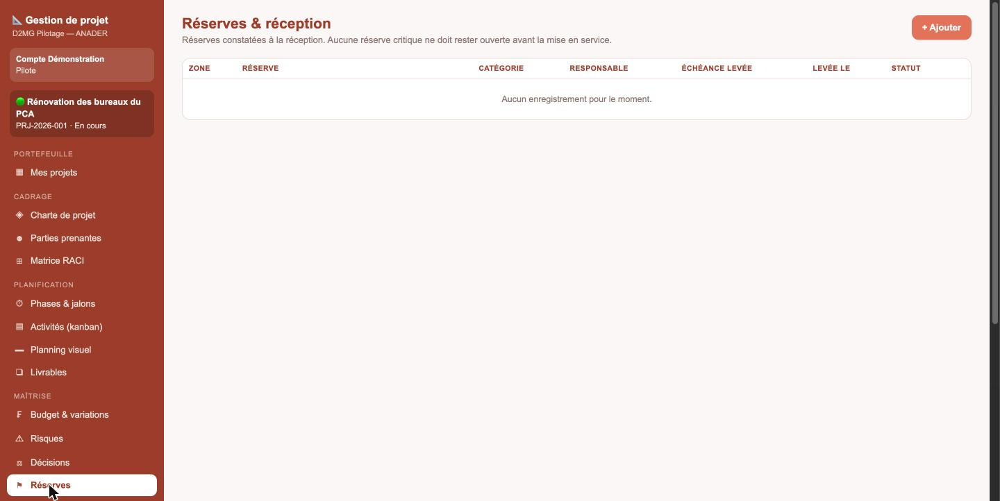 Gestion de projet
D2MG Pilotage — ANADER
Compte Démonstration
Pilote
Rénovation des bureaux du
PCA
PRJ-2026-001 · En cours
PORTEFEUILLE
Mes projets
CADRAGE
Charte de projet
Parties prenantes
Matrice RACI
PLANIFICATION
Phases & jalons
Activités (kanban)
Planning visuel
Livrables
MAÎTRISE
Budget & variations
Risques
Décisions
Réserves
Réserves & réception
+ Ajouter
Réserves constatées à la réception. Aucune réserve critique ne doit rester ouverte avant la mise en service.
ZONE RÉSERVE CATÉGORIE RESPONSABLE ÉCHÉANCE LEVÉE LEVÉE LE STATUT
Aucun enregistrement pour le moment.